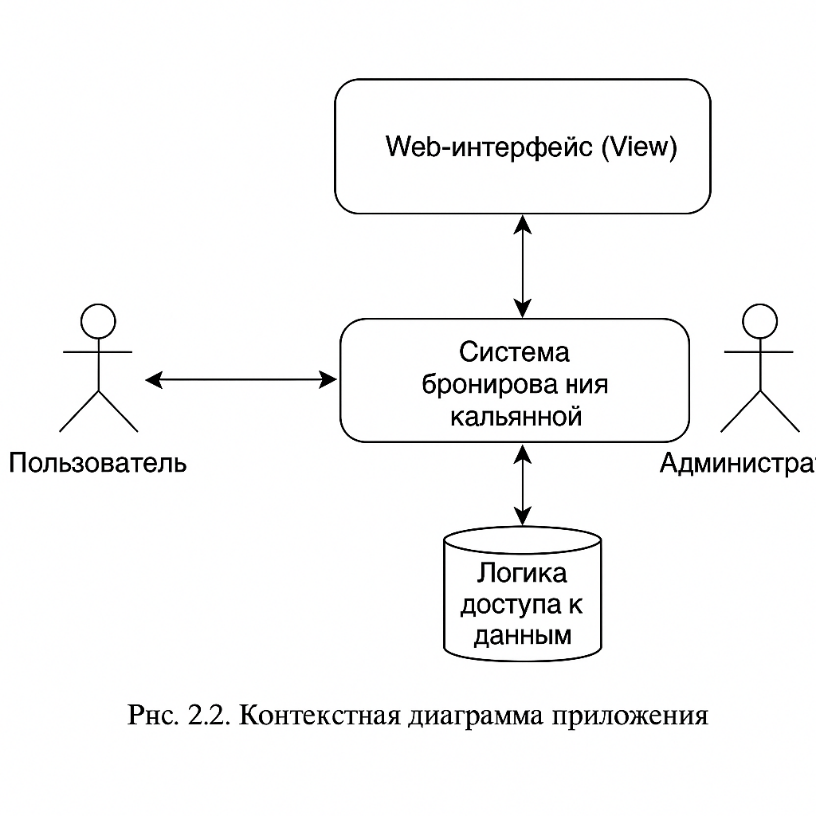 Web-интерфейс (View)
Система
бронирова ния
кальянной
Пользователь
Администрат
Логика
доступа к
данным
Рнс. 2.2. Контекстная диаграмма приложения